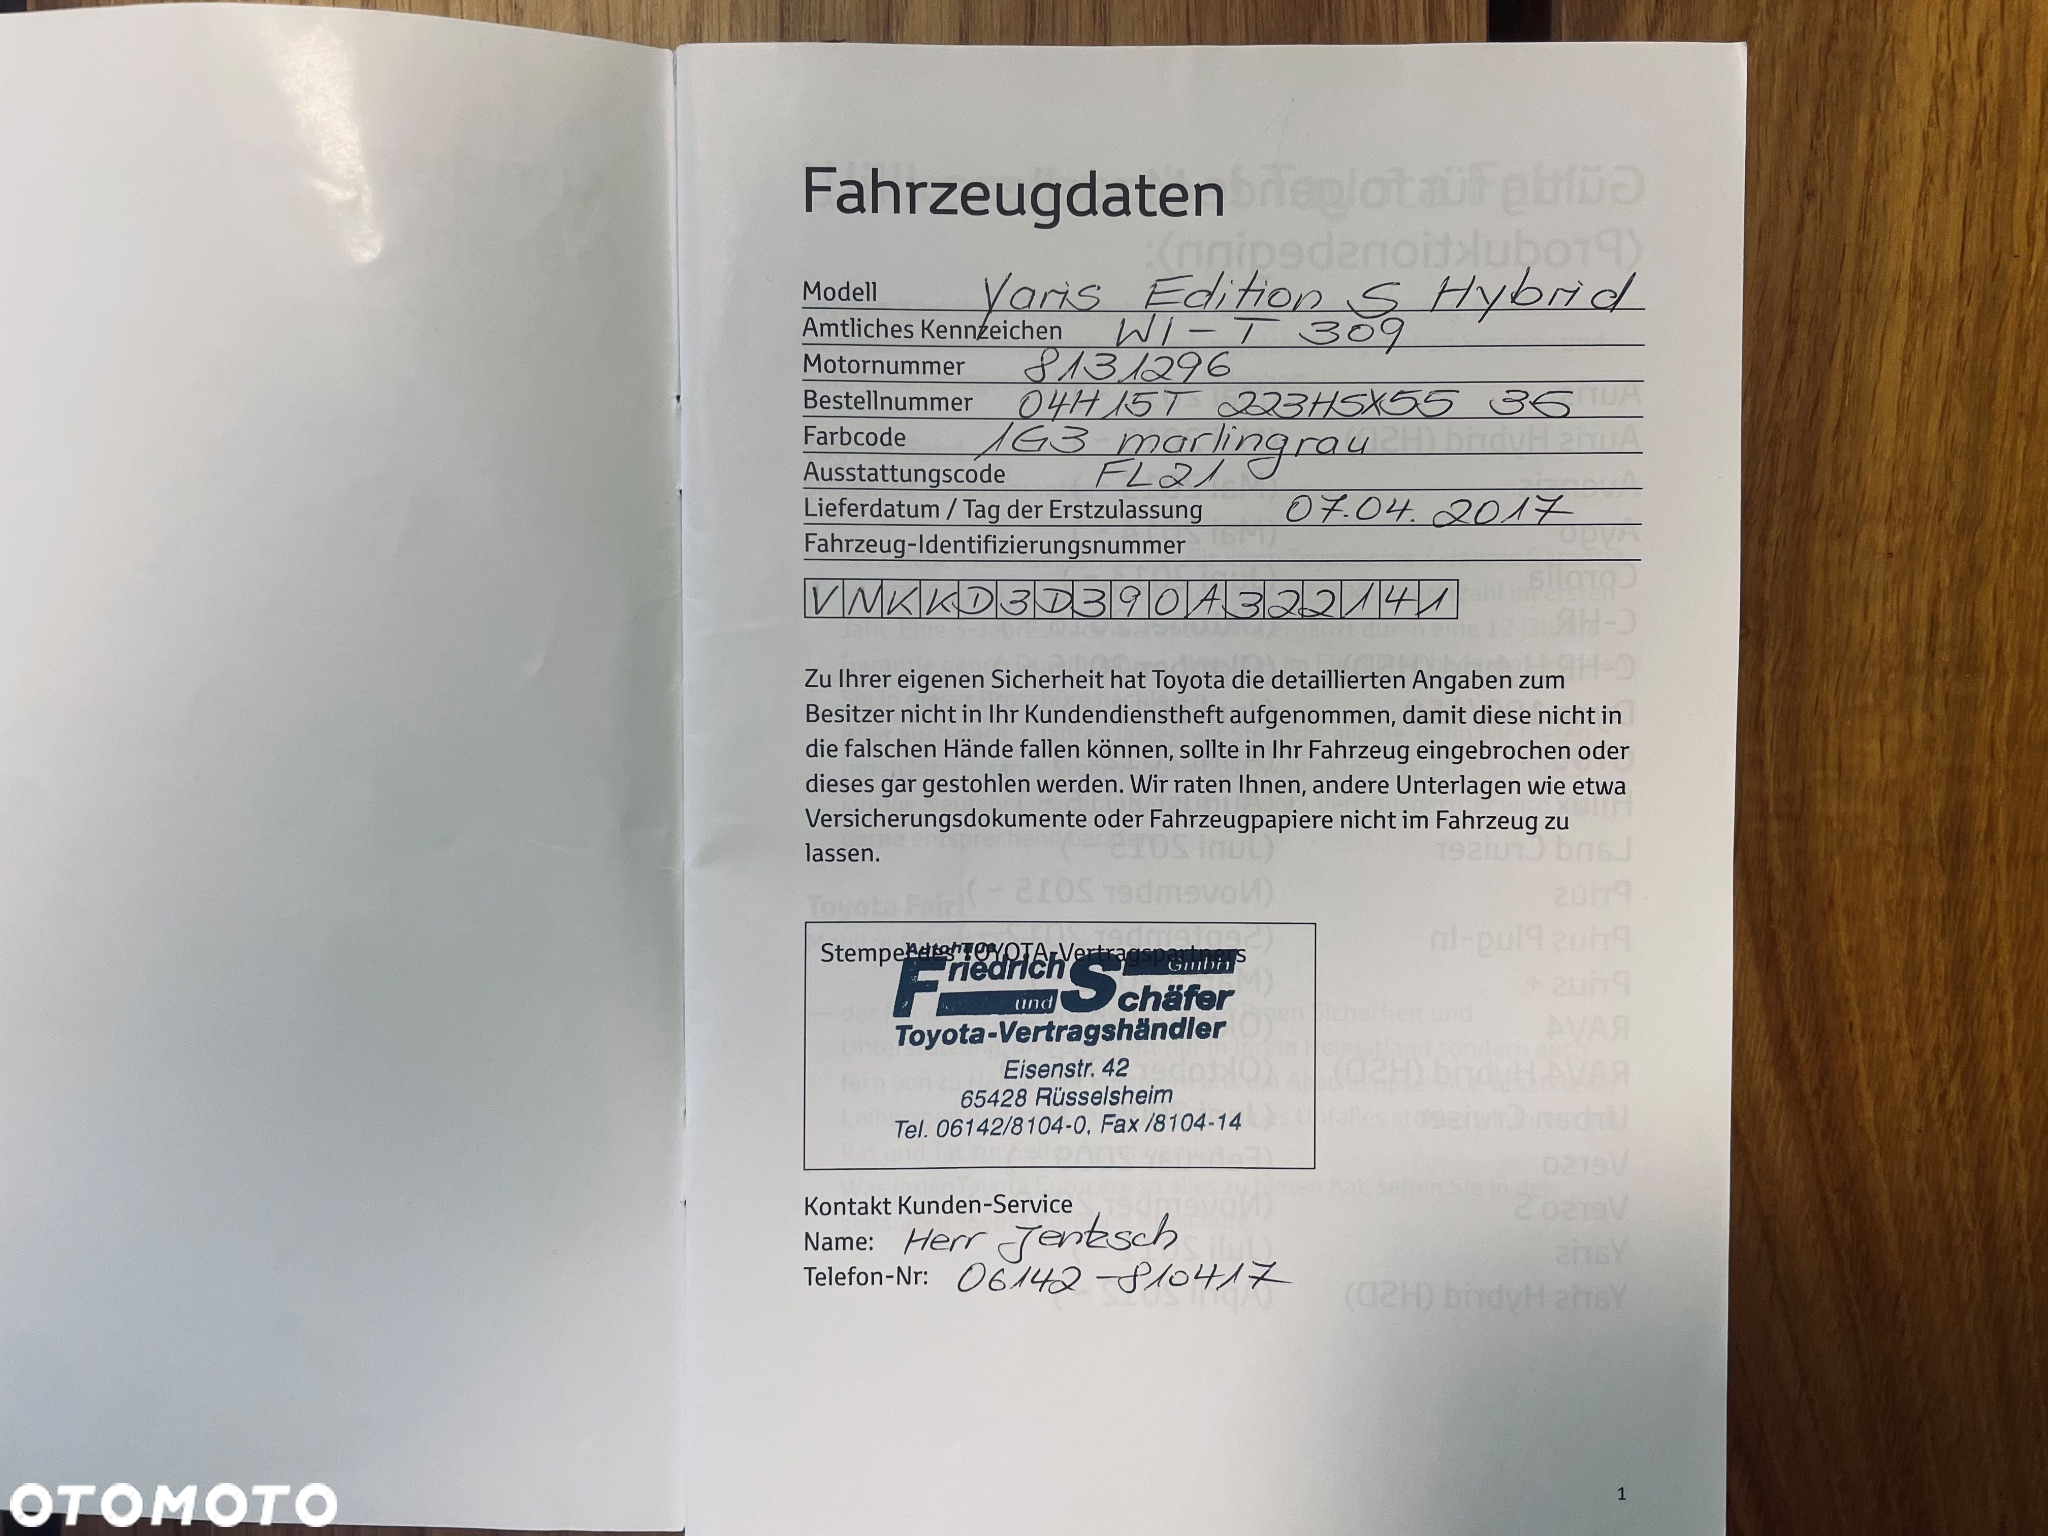 Fahrzeugdaten
Modell Yaris Edition S Hybrid
Amtliches Kennzeichen WI-T 309
Motornummer 8131296
Bestellnummer 04H15T 223HSX55 36
Farbcode 1G3 marlingrau
Ausstattungscode FL21
Lieferdatum / Tag der Erstzulassung 07.04.2017
Fahrzeug-Identifizierungsnummer
VNKKD3D390A322141
Zu Ihrer eigenen Sicherheit hat Toyota die detaillierten Angaben zum
Besitzer nicht in Ihr Kundendienstheft aufgenommen, damit diese nicht in
die falschen Hände fallen können, sollte in Ihr Fahrzeug eingebrochen oder
dieses gar gestohlen werden. Wir raten Ihnen, andere Unterlagen wie etwa
Versicherungsdokumente oder Fahrzeugpapiere nicht im Fahrzeug zu
lassen.
Stempel des TOYOTA-Vertragspartners
Autohaus
Friedrich GmbH
und Schäfer
Toyota-Vertragshändler
Eisenstr. 42
65428 Rüsselsheim
Tel. 06142/8104-0, Fax /8104-14
Kontakt Kunden-Service
Name: Herr Jentzsch
Telefon-Nr: 06142-810417
1
OTOMOTO